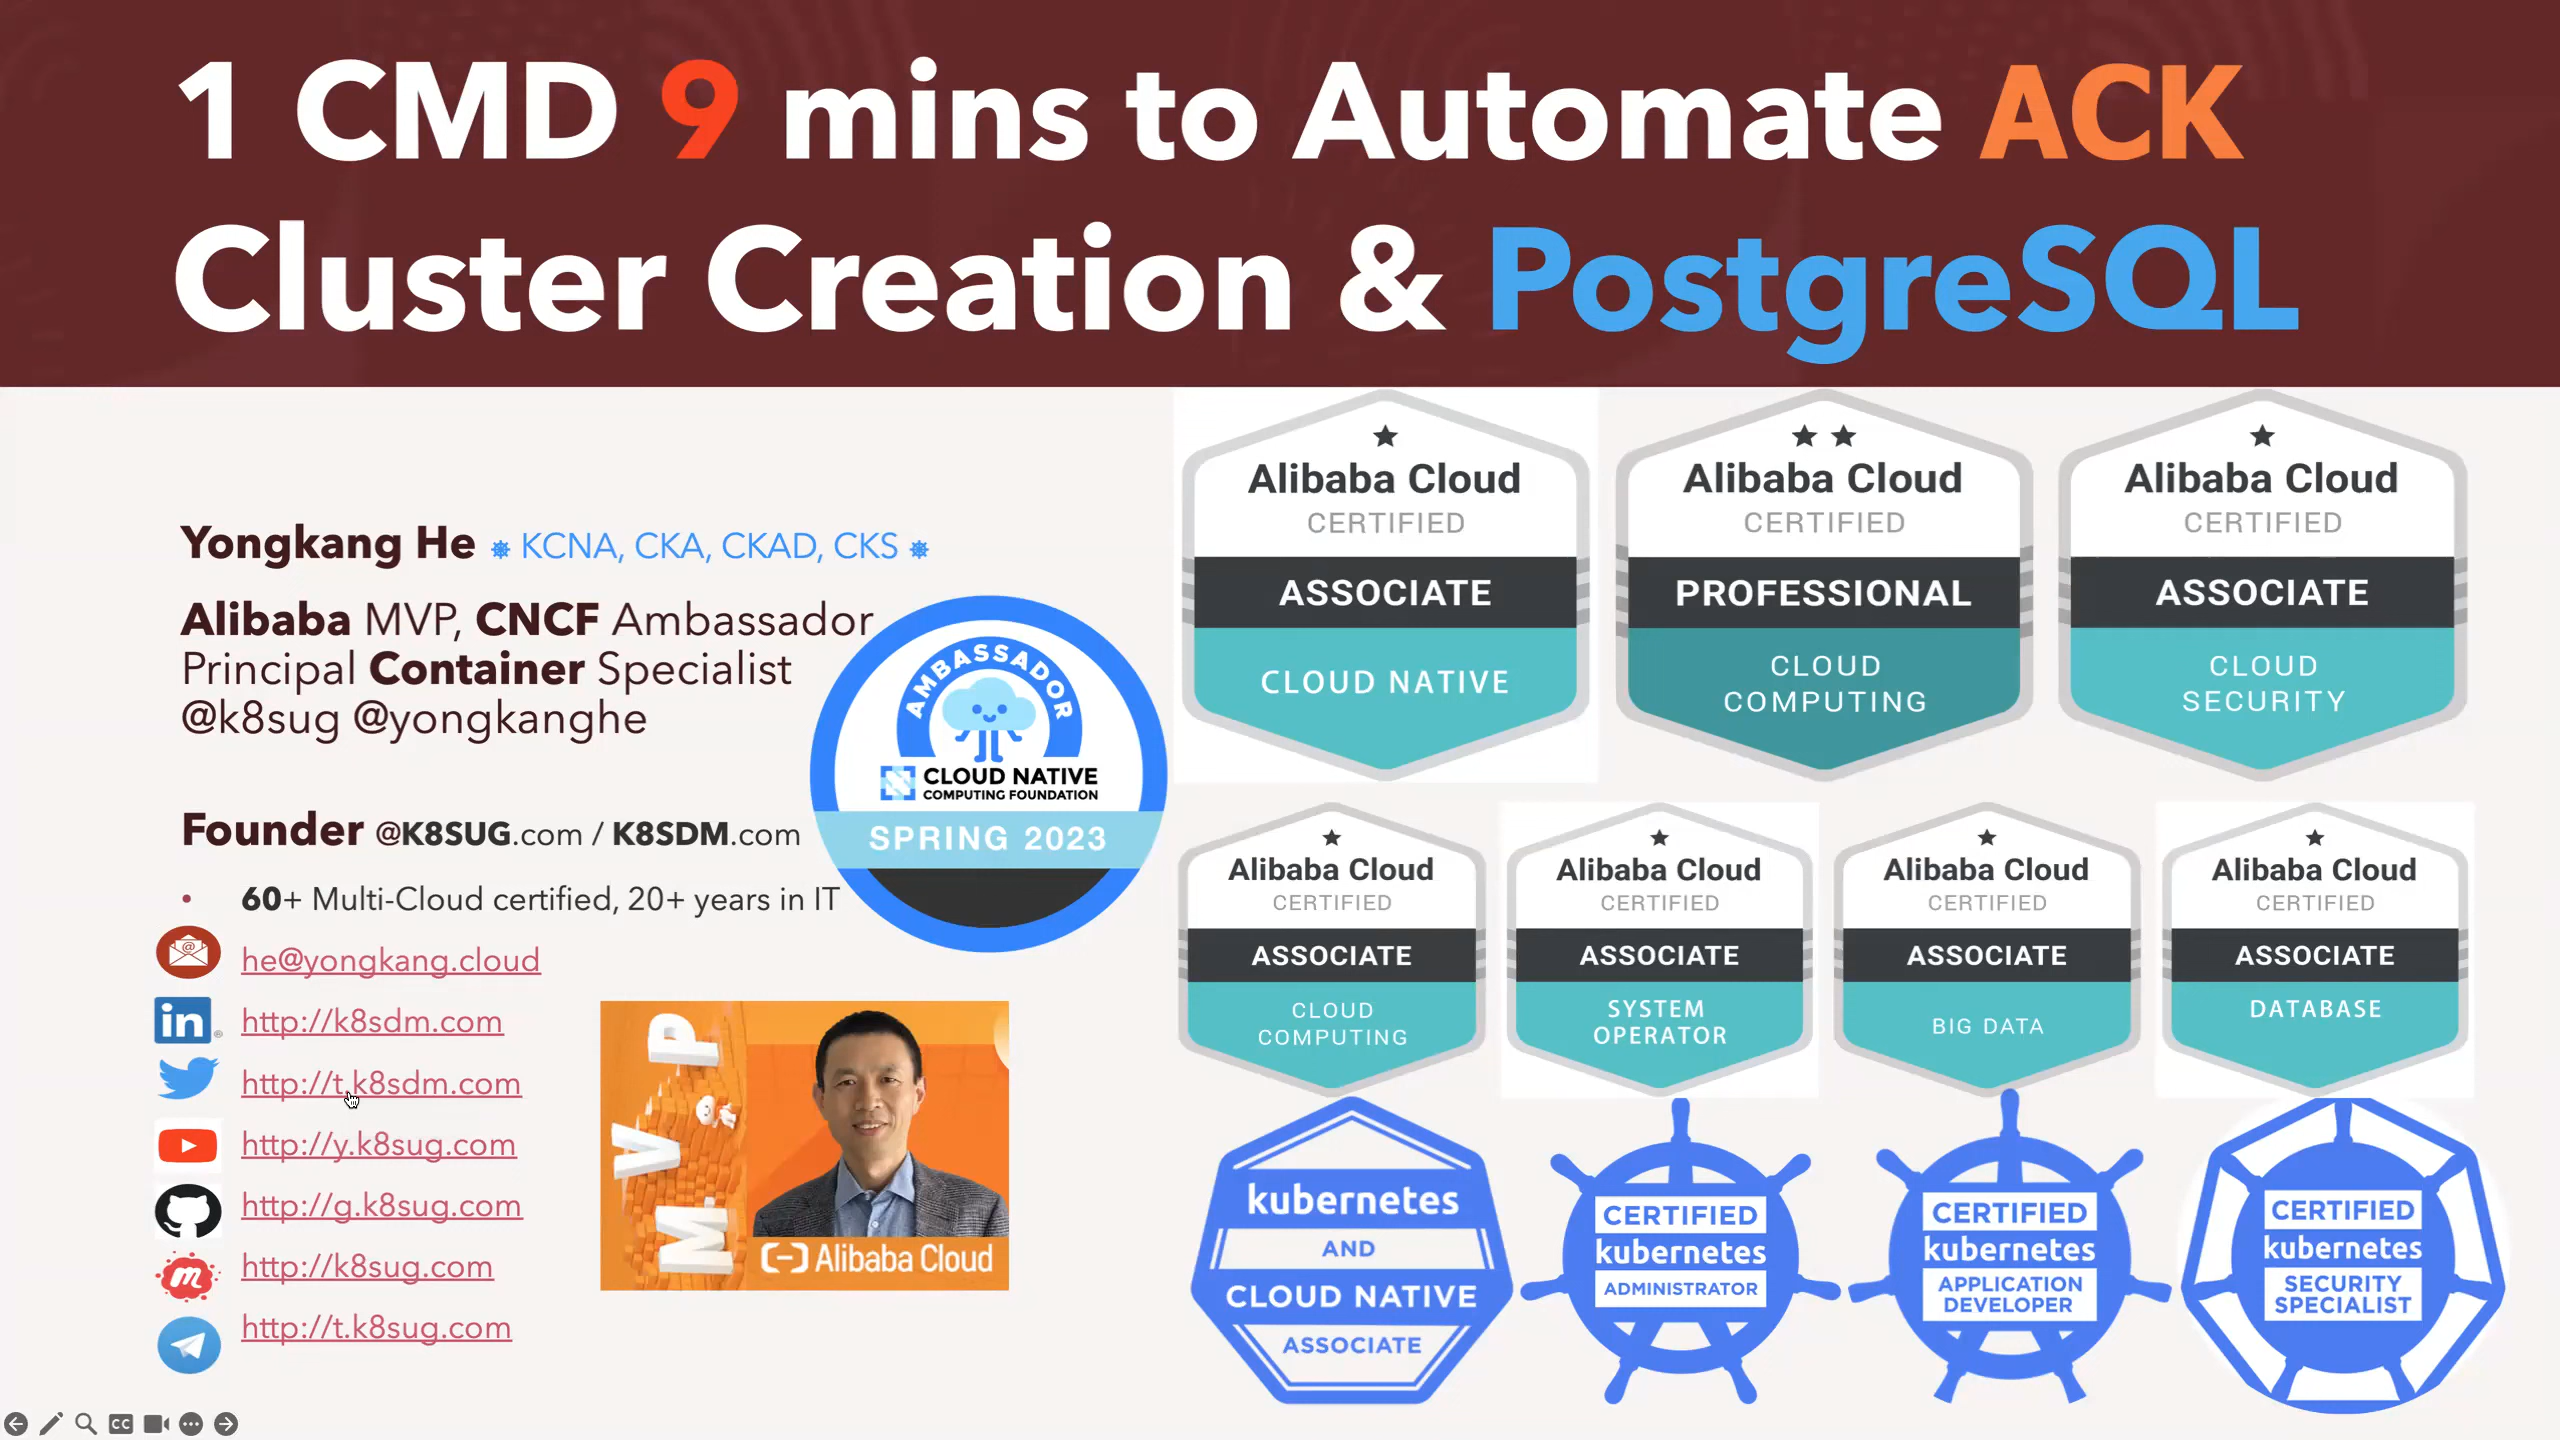 1 CMD 9 mins to Automate ACK
Cluster Creation & PostgreSQL
Yongkang He ⎈ KCNA, CKA, CKAD, CKS ⎈
Alibaba MVP, CNCF Ambassador
Principal Container Specialist
@k8sug @yongkanghe
Founder @K8SUG.com / K8SDM.com
• 60+ Multi-Cloud certified, 20+ years in IT
he@yongkang.cloud
in
http://k8sdm.com
http://t.k8sdm.com
http://y.k8sug.com
http://g.k8sug.com
m
http://k8sug.com
http://t.k8sug.com
AMBASSADOR
CLOUD NATIVE
COMPUTING FOUNDATION
SPRING 2023
M.V.P
Alibaba Cloud
Alibaba Cloud
CERTIFIED
ASSOCIATE
CLOUD NATIVE
Alibaba Cloud
CERTIFIED
PROFESSIONAL
CLOUD
COMPUTING
Alibaba Cloud
CERTIFIED
ASSOCIATE
CLOUD
SECURITY
Alibaba Cloud
CERTIFIED
ASSOCIATE
CLOUD
COMPUTING
Alibaba Cloud
CERTIFIED
ASSOCIATE
SYSTEM
OPERATOR
Alibaba Cloud
CERTIFIED
ASSOCIATE
BIG DATA
Alibaba Cloud
CERTIFIED
ASSOCIATE
DATABASE
kubernetes
AND
CLOUD NATIVE
ASSOCIATE
CERTIFIED
kubernetes
ADMINISTRATOR
CERTIFIED
kubernetes
APPLICATION
DEVELOPER
CERTIFIED
kubernetes
SECURITY
SPECIALIST
CC